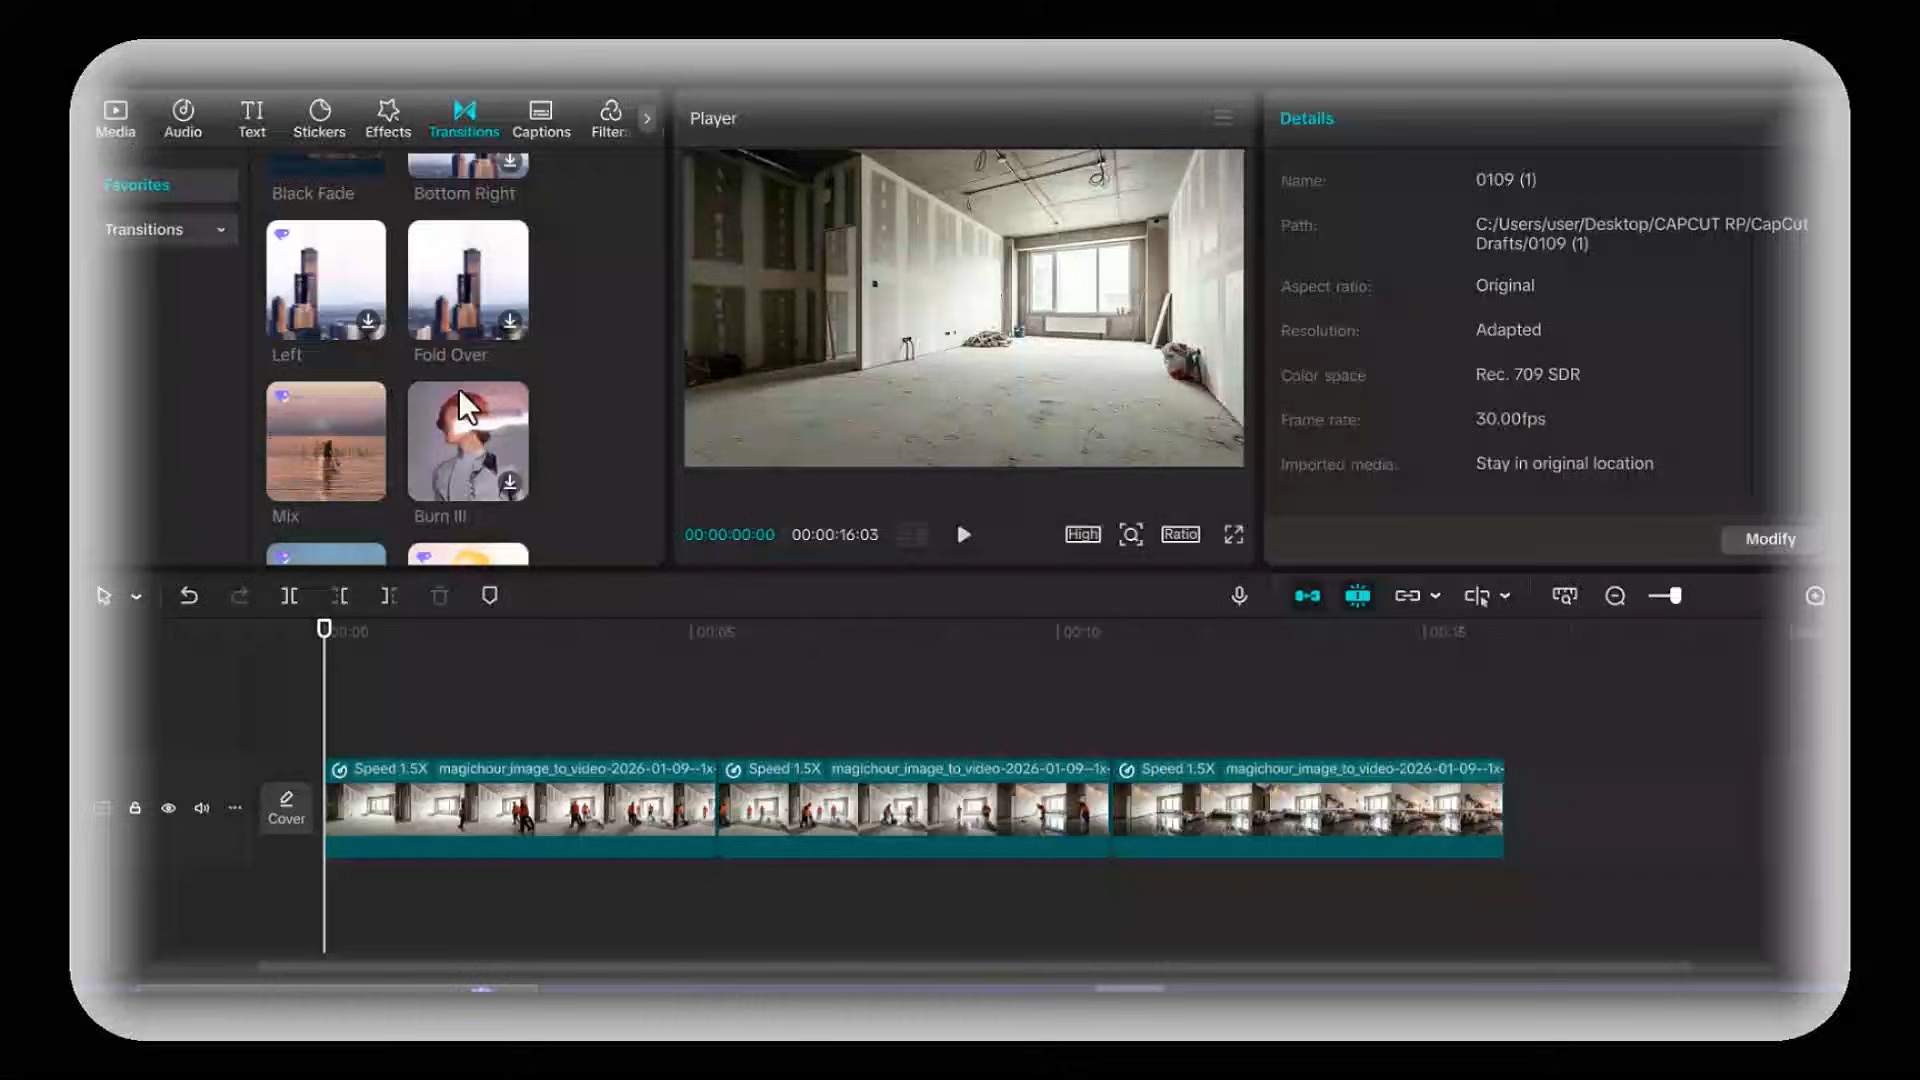 Media Audio Text Stickers Effects Transitions Captions Filter
Favorites
Transitions
Black Fade Bottom Right
Left Fold Over
Mix Burn III
Player
00:00:00:00 00:00:16:03 High Ratio
Details
Name: 0109 (1)
Path: C:/Users/user/Desktop/CAPCUT RP/CapCut
Drafts/0109 (1)
Aspect ratio: Original
Resolution: Adapted
Color space Rec. 709 SDR
Frame rate: 30.00fps
Imported media: Stay in original location
Modify
00:00 00:05 00:10 00:15
Speed 1.5X magichour_image_to_video-2026-01-09--1x- Speed 1.5X magichour_image_to_video-2026-01-09--1x- Speed 1.5X magichour_image_to_video-2026-01-09--1x-
Cover